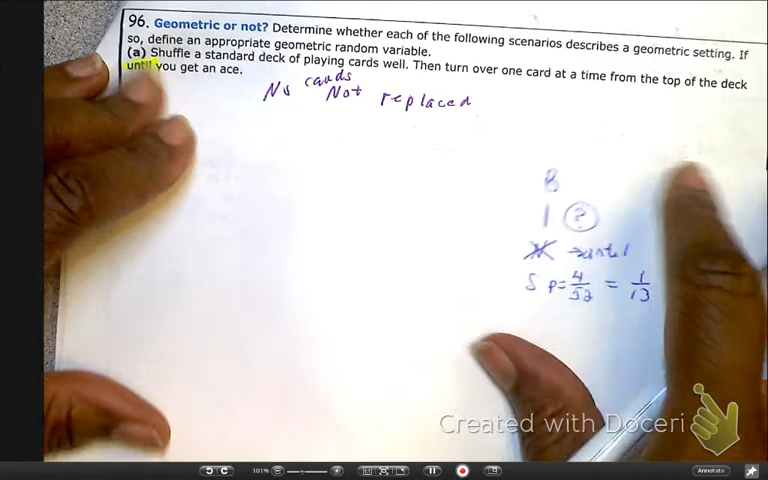 96. Geometric or not? Determine whether each of the following scenarios describes a geometric setting. If
so, define an appropriate geometric random variable.
(a) Shuffle a standard deck of playing cards well. Then turn over one card at a time from the top of the deck
until you get an ace.
No cards
Not replaced
B
I ?
→until
S p=4/52 = 1/13
Created with Doceri
101%
Annotate